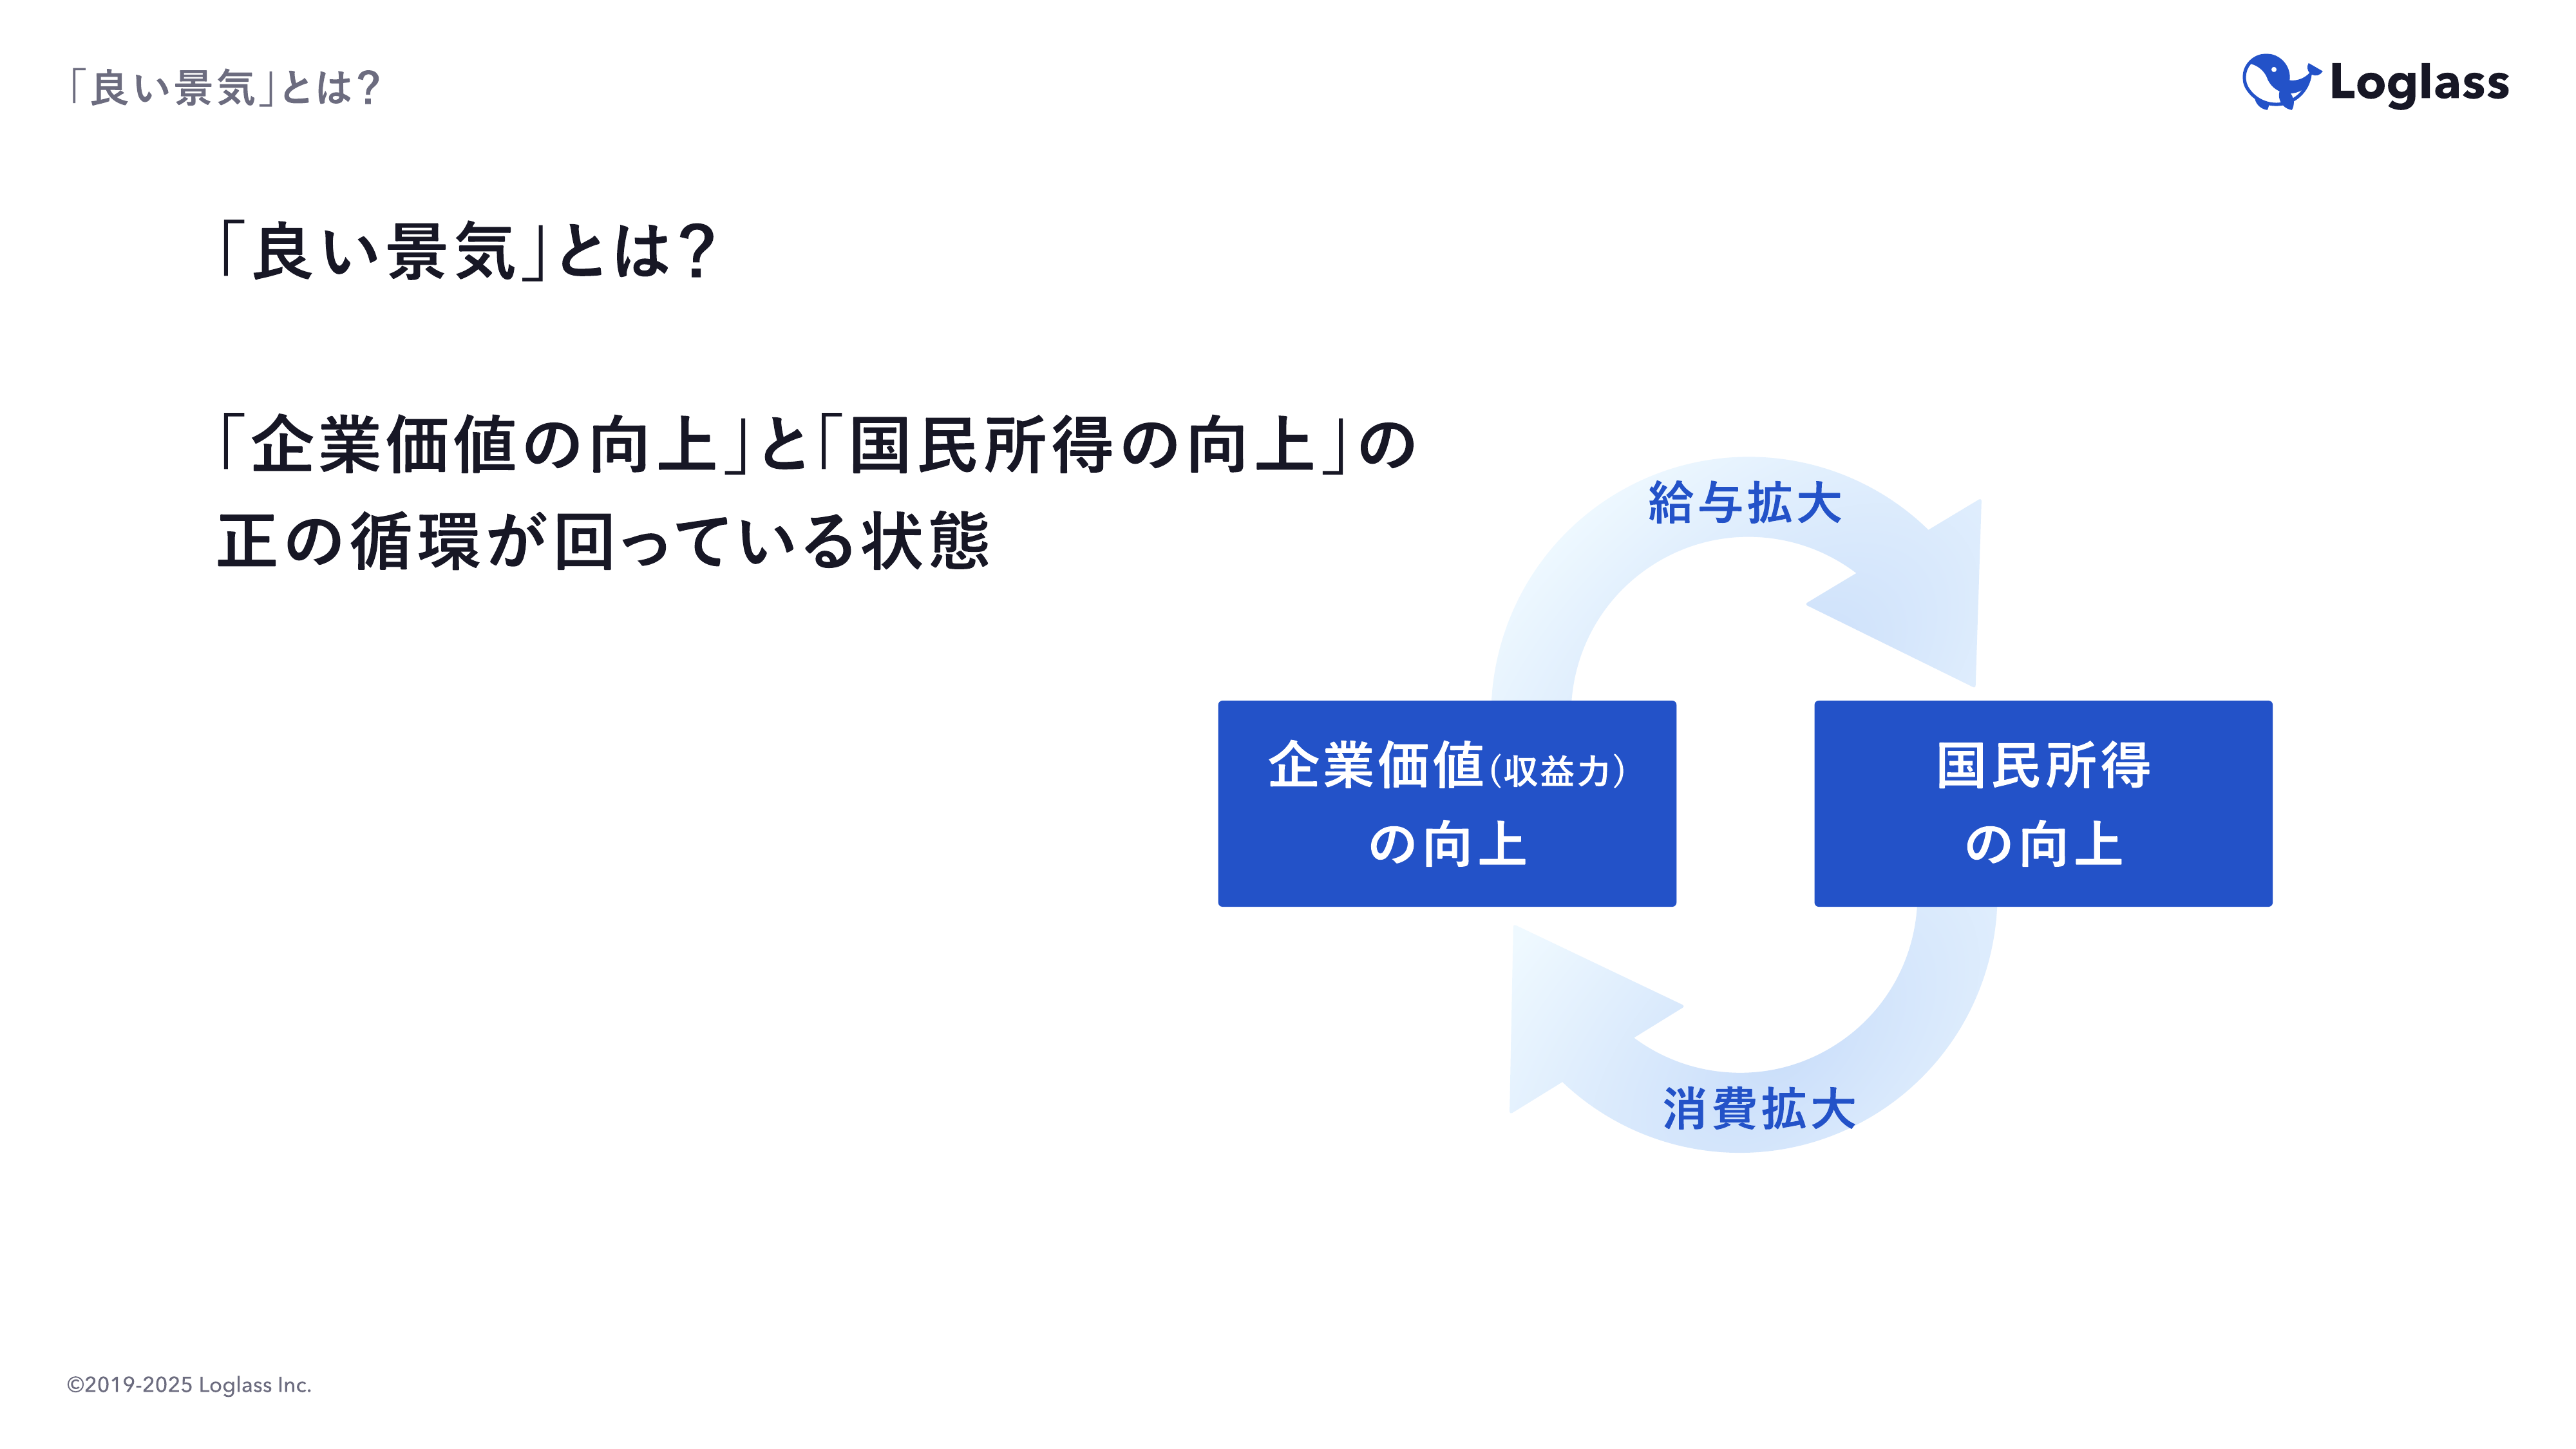 「良い景気」とは？
Loglass
「良い景気」とは？
「企業価値の向上」と「国民所得の向上」の
正の循環が回っている状態
給与拡大
企業価値（収益力）
の向上
国民所得
の向上
消費拡大
©2019-2025 Loglass Inc.